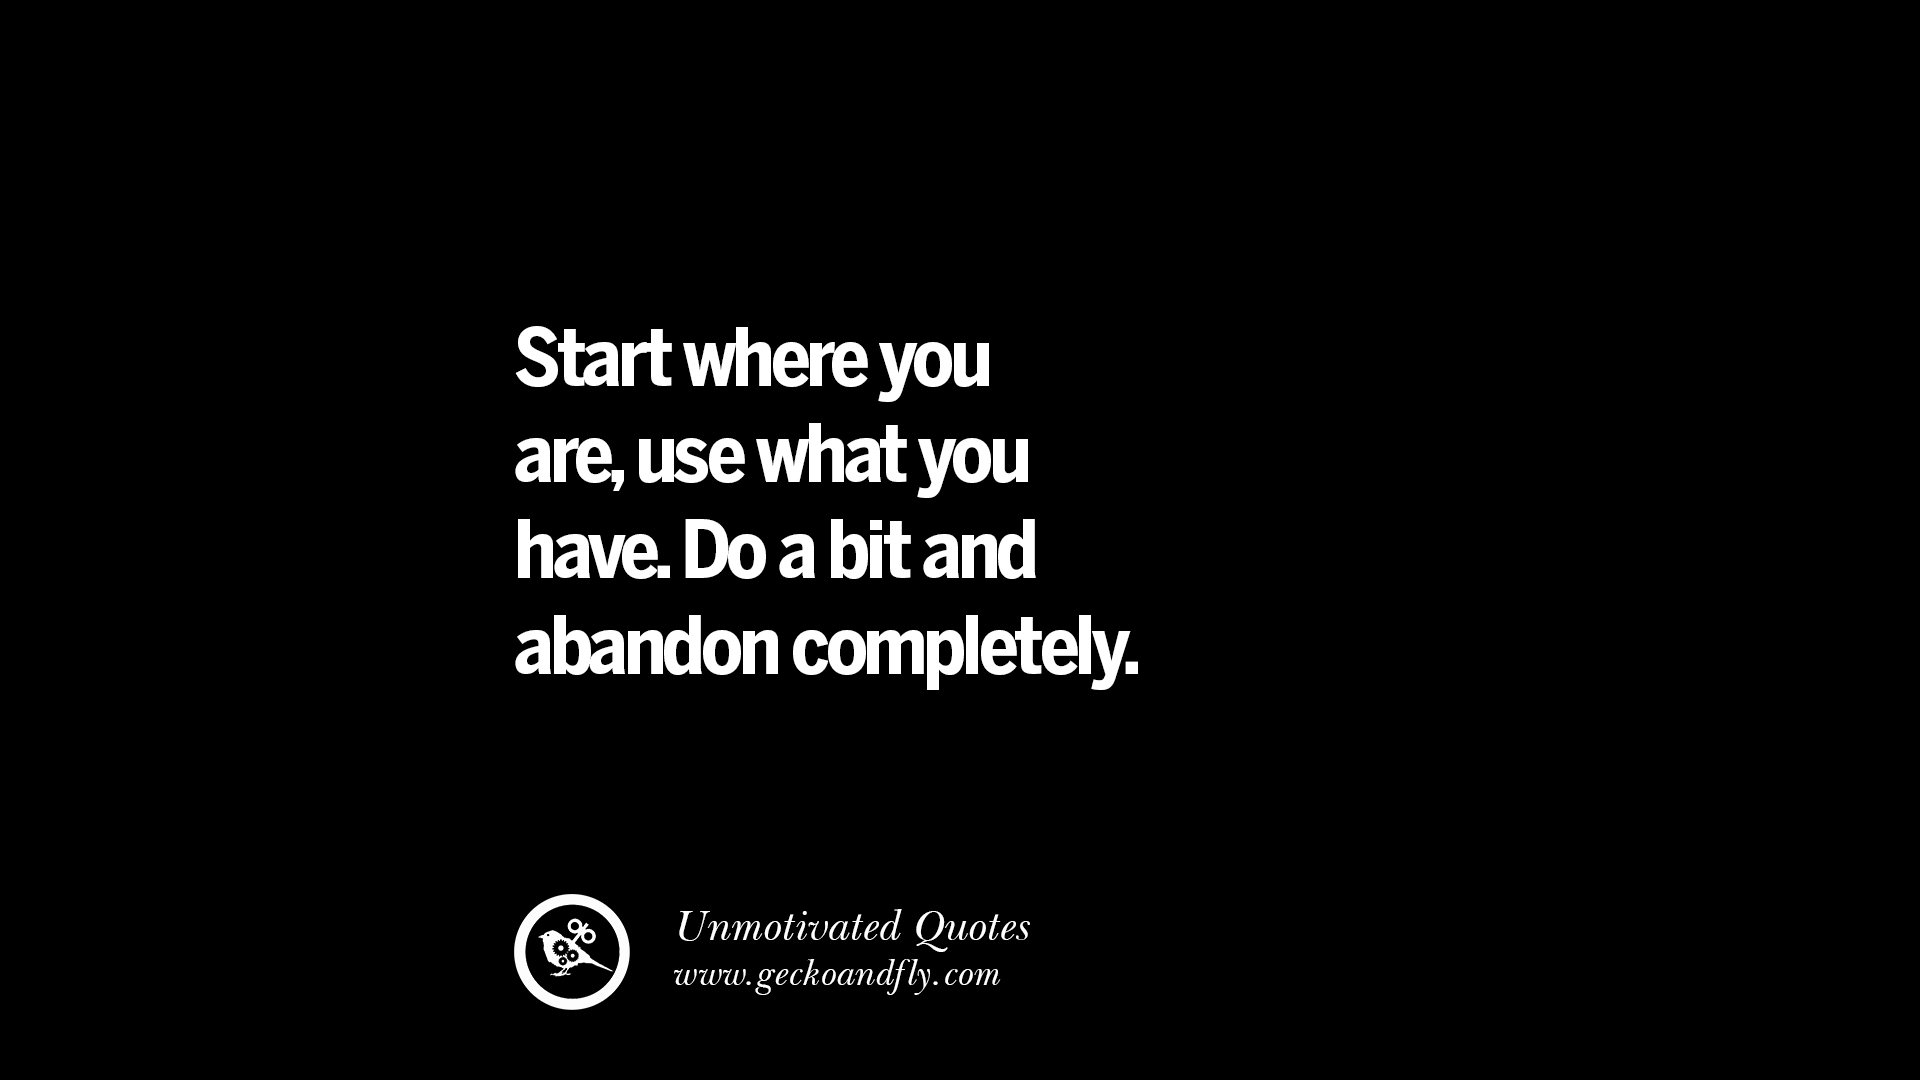 Start where you
are, use what you
have. Do a bit and
abandon completely.
Unmotivated Quotes
www.geckoandfly.com